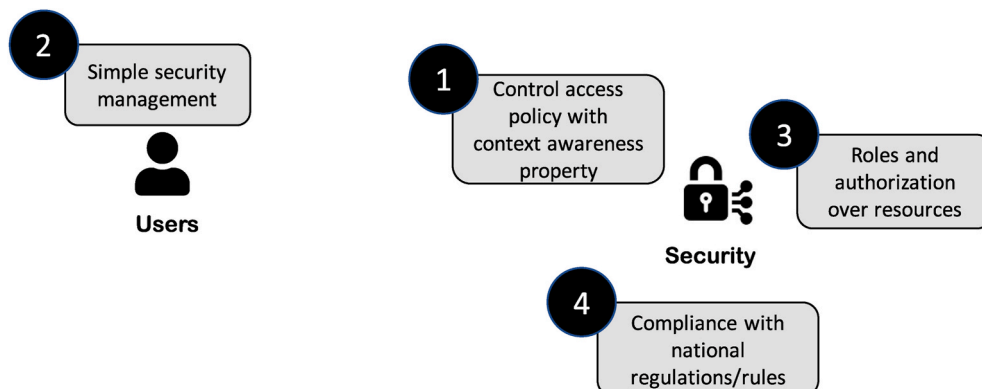 2
Simple security
management
Users
1
Control access
policy with
context awareness
property
3
Roles and
authorization
over resources
Security
4
Compliance with
national
regulations/rules